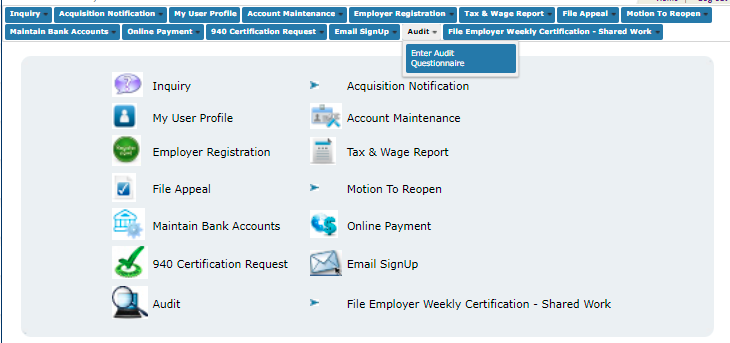 Inquiry Acquisition Notification My User Profile Account Maintenance Employer Registration Tax & Wage Report File Appeal Motion To Reopen
Maintain Bank Accounts Online Payment 940 Certification Request Email SignUp Audit File Employer Weekly Certification - Shared Work
Enter Audit
Questionnaire
Inquiry Acquisition Notification
My User Profile Account Maintenance
Employer Registration Tax & Wage Report
File Appeal Motion To Reopen
Maintain Bank Accounts Online Payment
940 Certification Request Email SignUp
Audit File Employer Weekly Certification - Shared Work